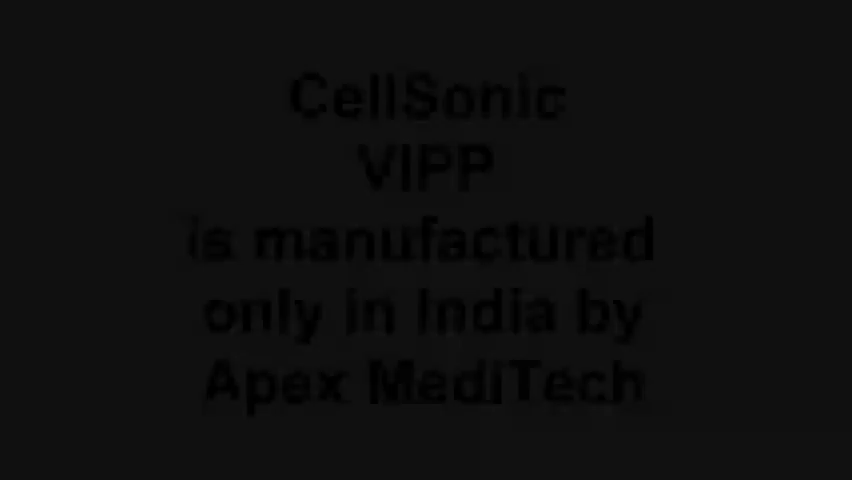 CellSonic
VIPP
is manufactured
only in India by
Apex MediTech